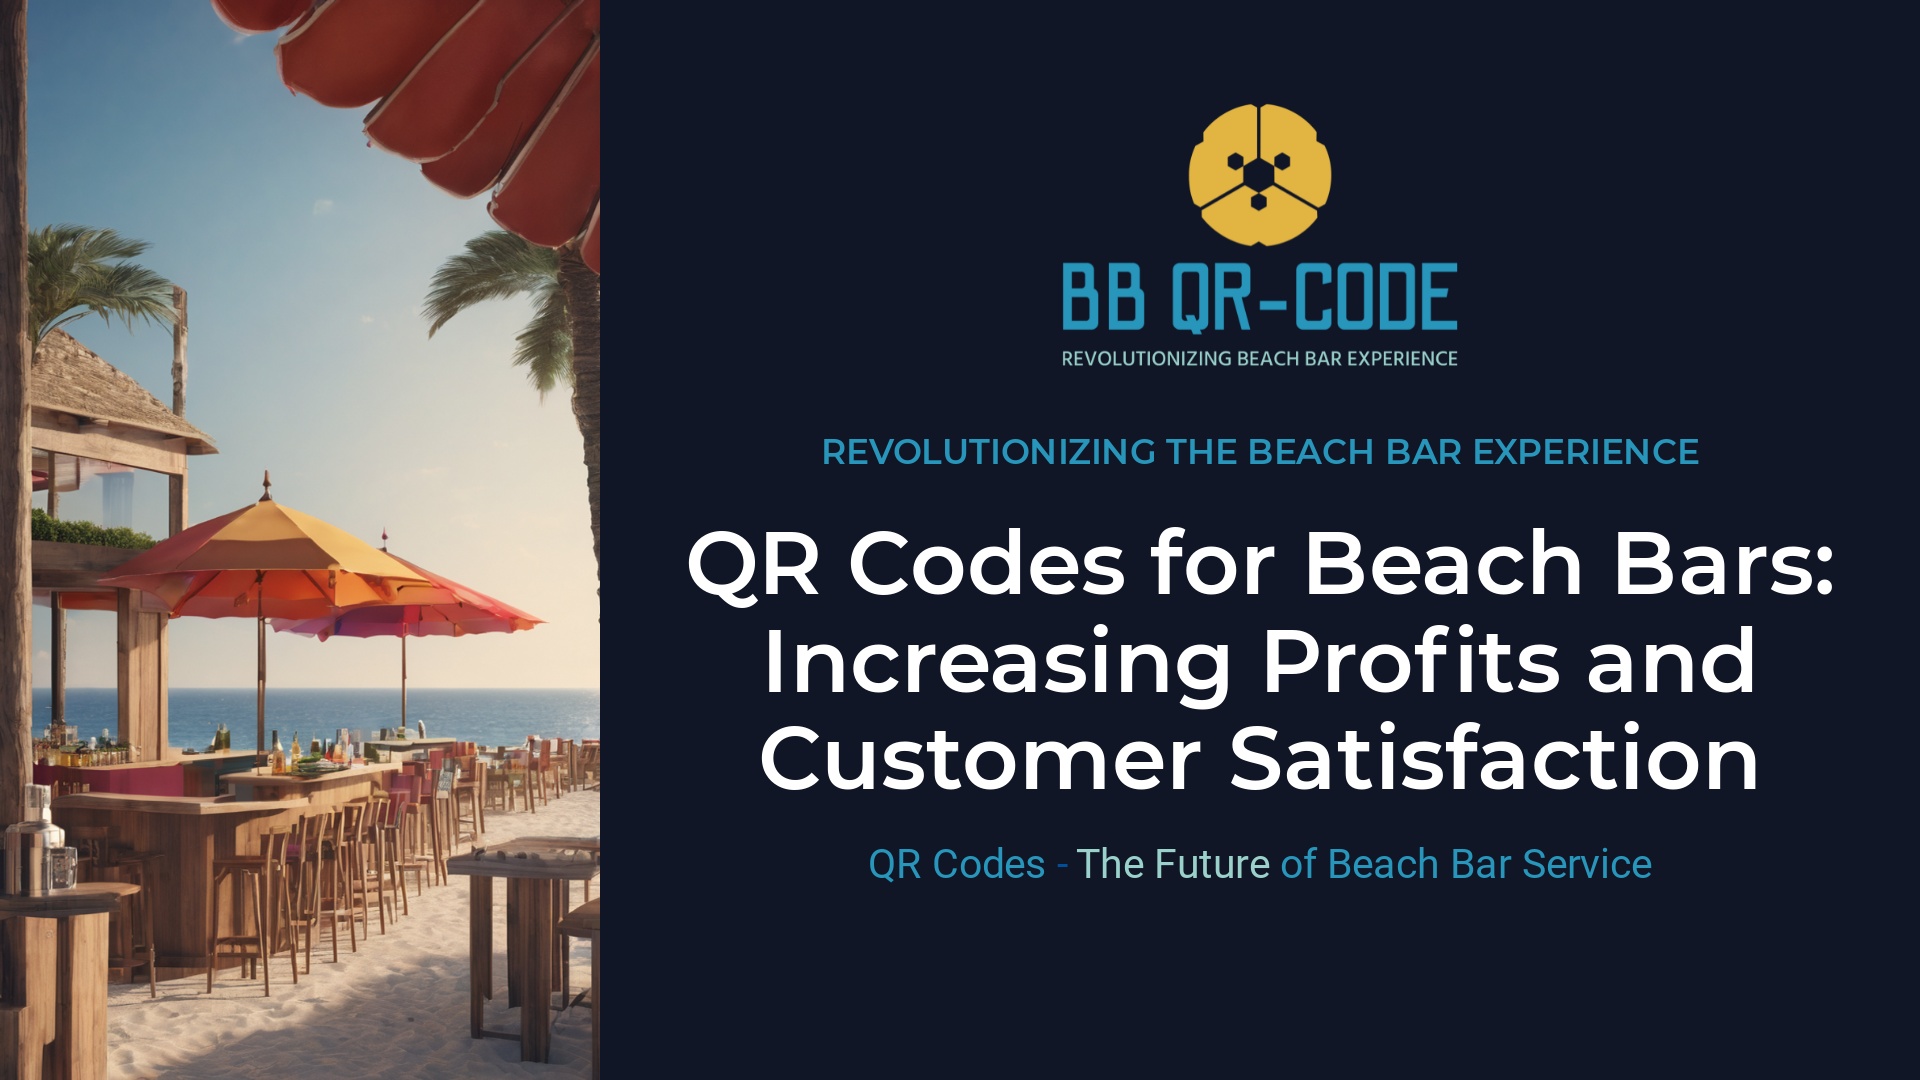 BB QR-CODE
REVOLUTIONIZING BEACH BAR EXPERIENCE
REVOLUTIONIZING THE BEACH BAR EXPERIENCE
QR Codes for Beach Bars:
Increasing Profits and
Customer Satisfaction
QR Codes - The Future of Beach Bar Service